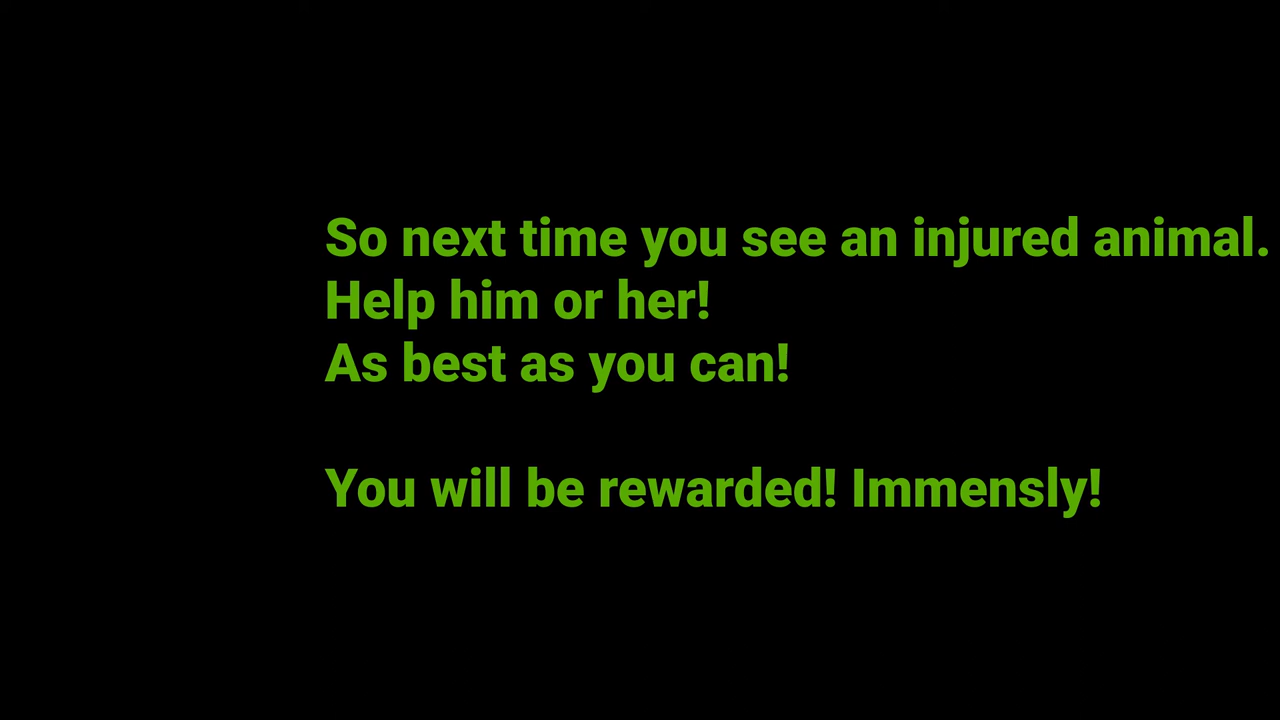 So next time you see an injured animal.
Help him or her!
As best as you can!
You will be rewarded! Immensly!